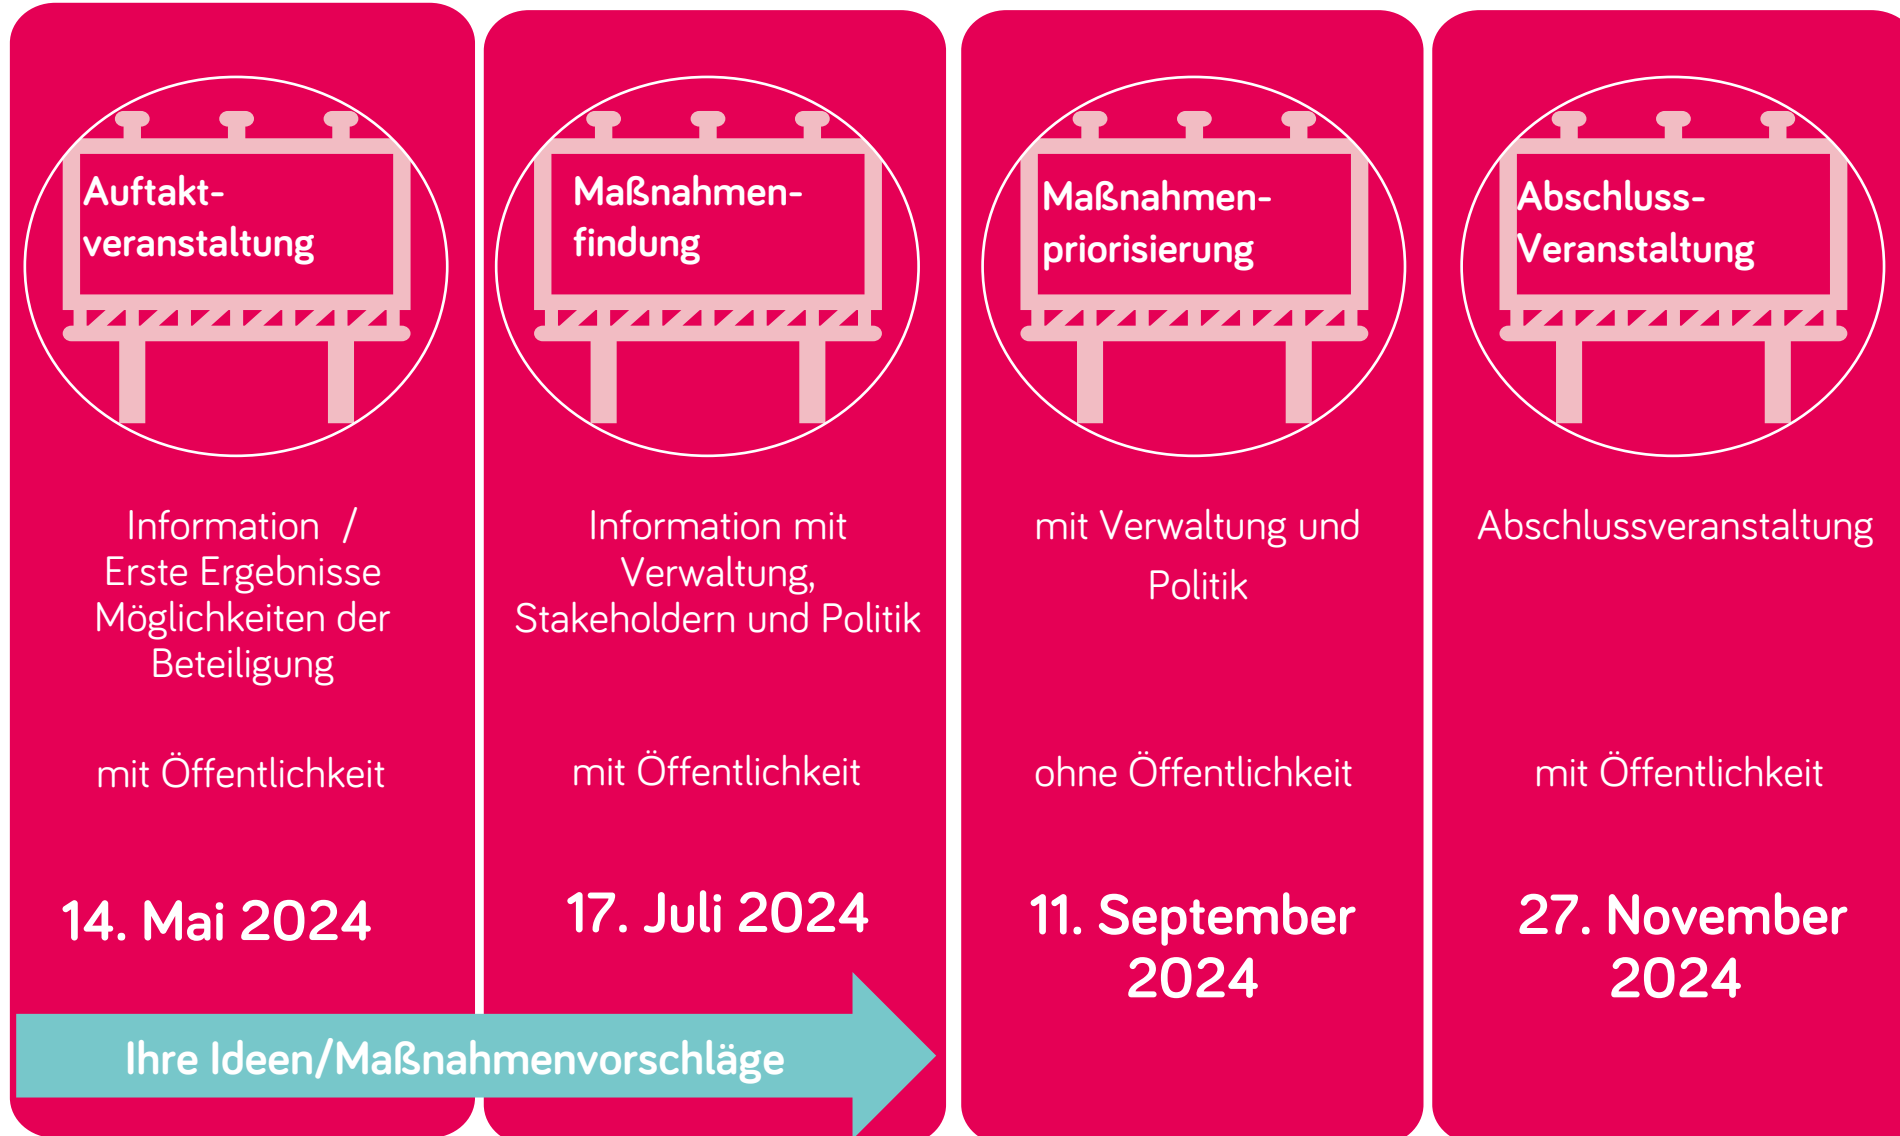 Auftakt-
veranstaltung
Information /
Erste Ergebnisse
Möglichkeiten der
Beteiligung
mit Öffentlichkeit
14. Mai 2024
Maßnahmen-
findung
Information mit
Verwaltung,
Stakeholdern und Politik
mit Öffentlichkeit
17. Juli 2024
Maßnahmen-
priorisierung
mit Verwaltung und
Politik
ohne Öffentlichkeit
11. September
2024
Abschluss-
Veranstaltung
Abschlussveranstaltung
mit Öffentlichkeit
27. November
2024
Ihre Ideen/Maßnahmenvorschläge